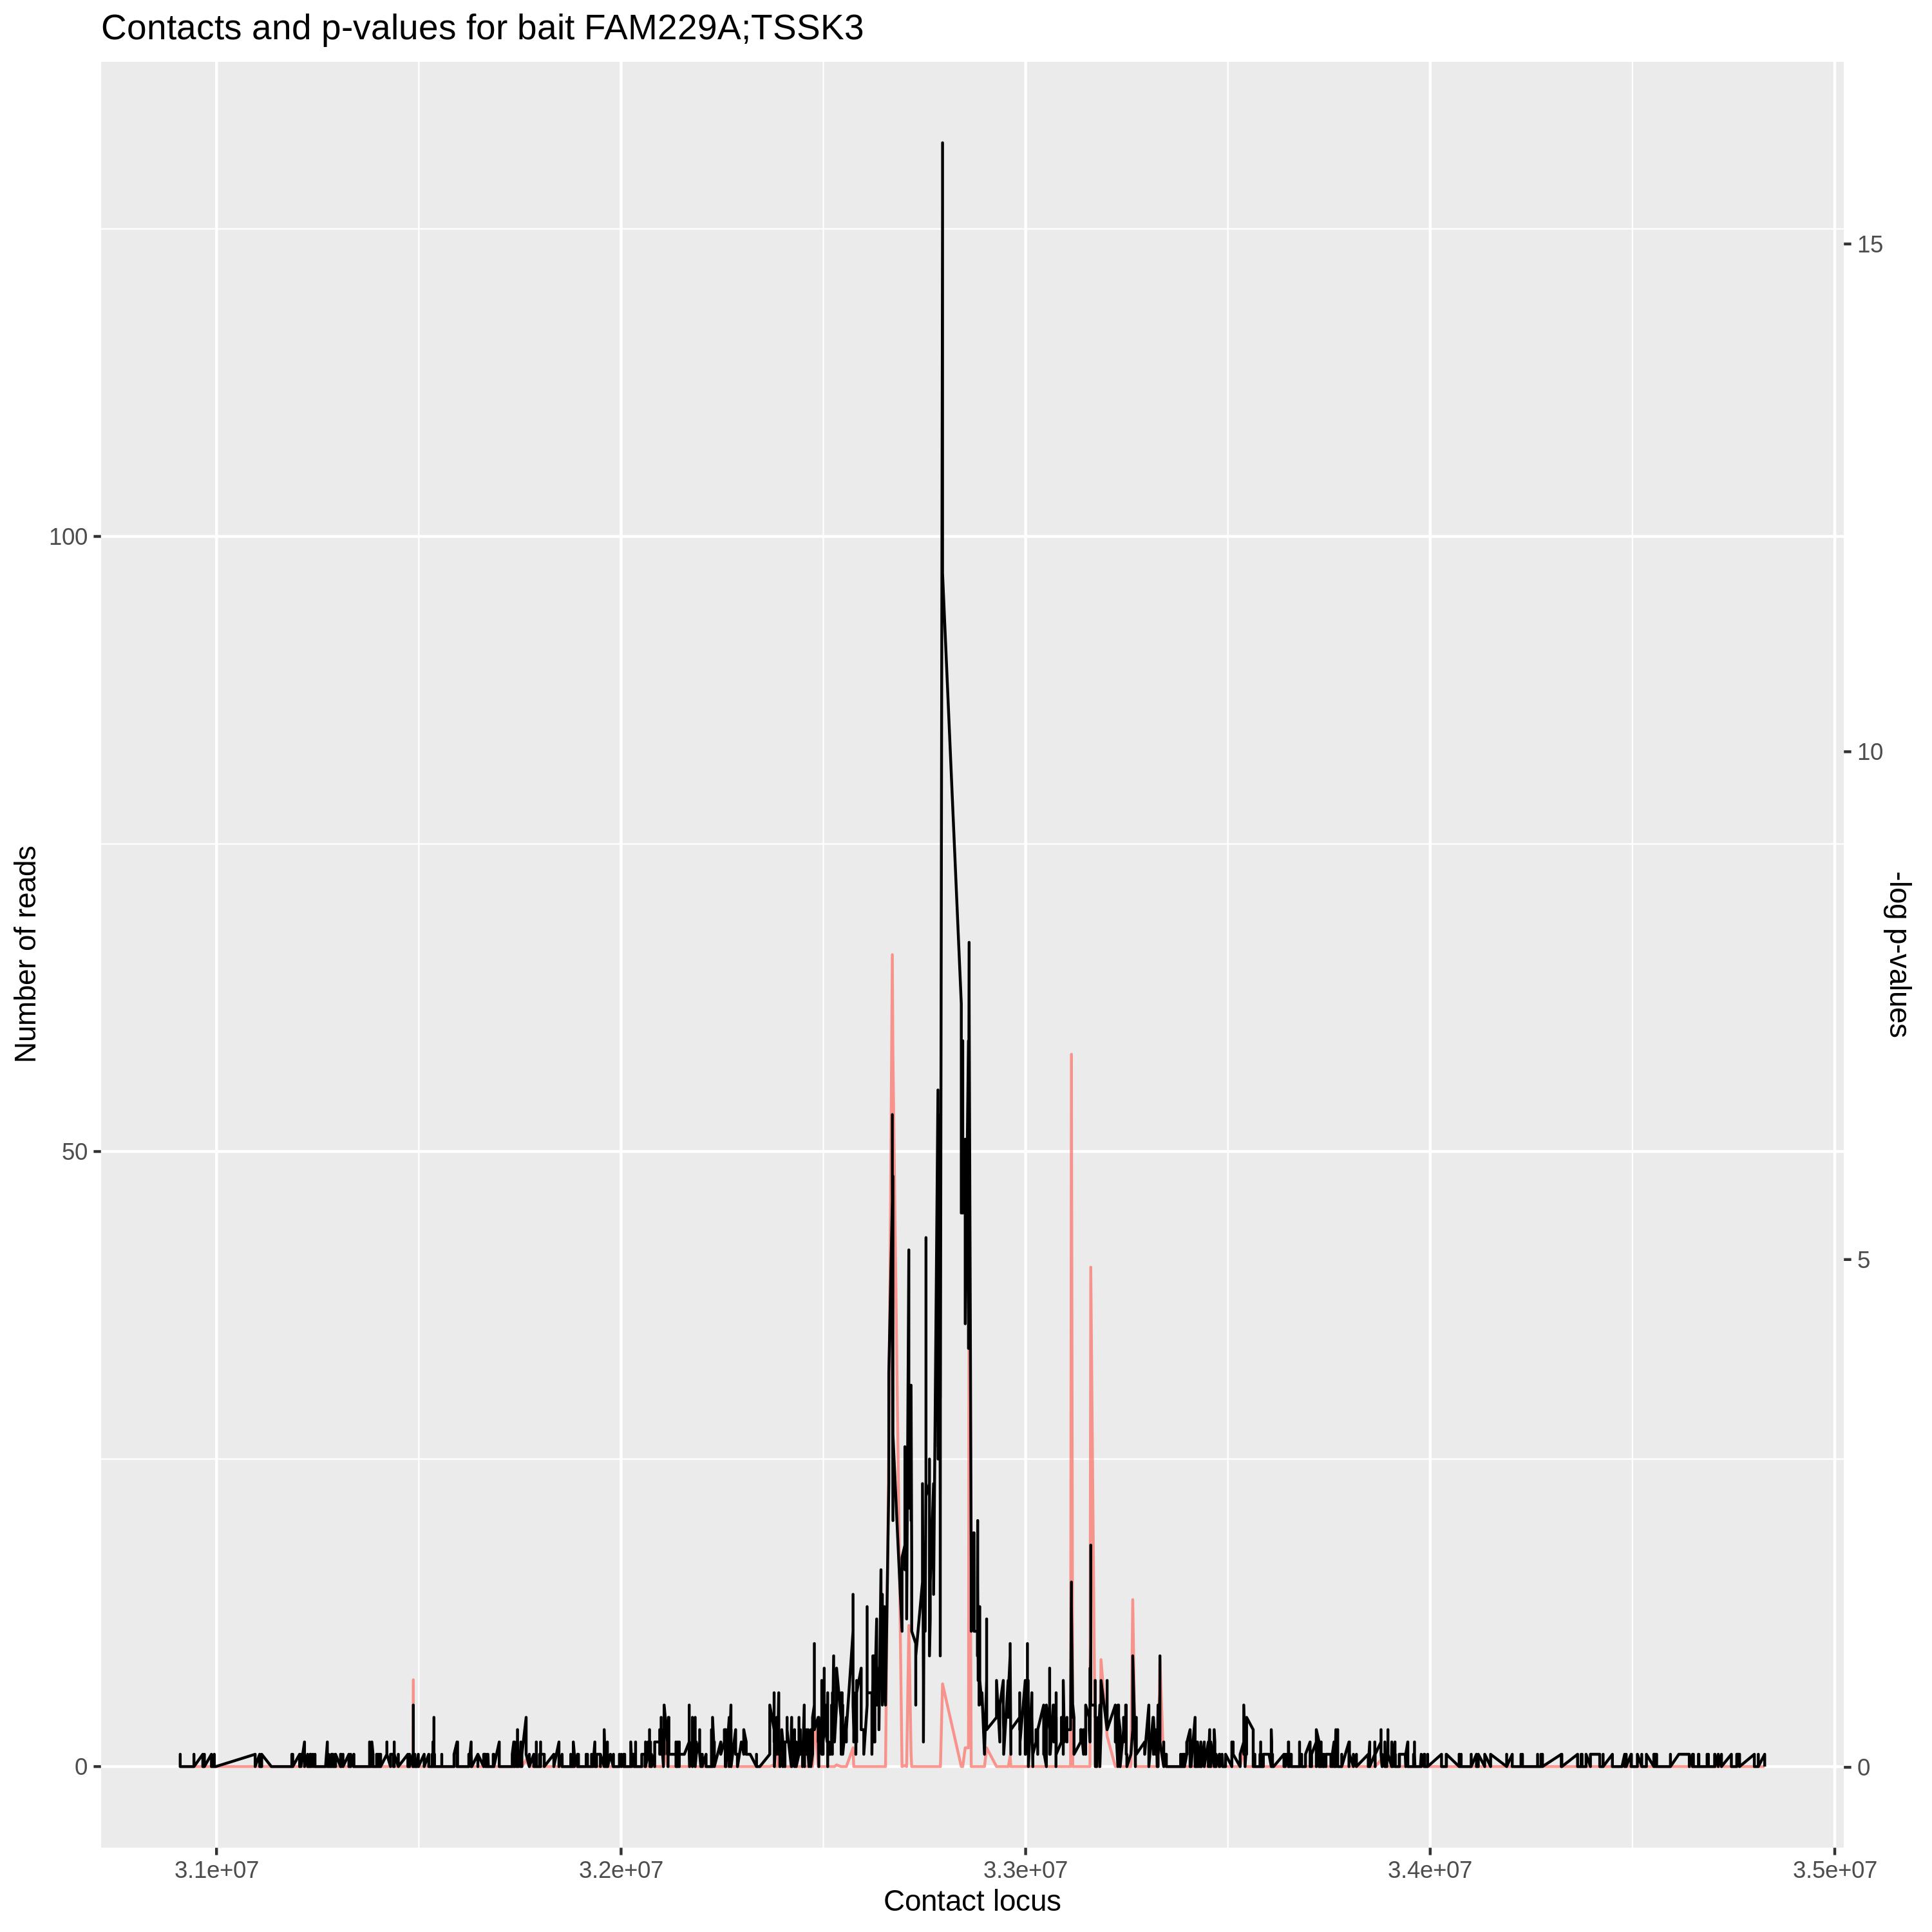 Contacts and p-values for bait FAM229A;TSSK3
Number of reads
100
50
0
15
10
5
0
-log p-values
3.1e+07
3.2e+07
3.3e+07
3.4e+07
3.5e+07
Contact locus